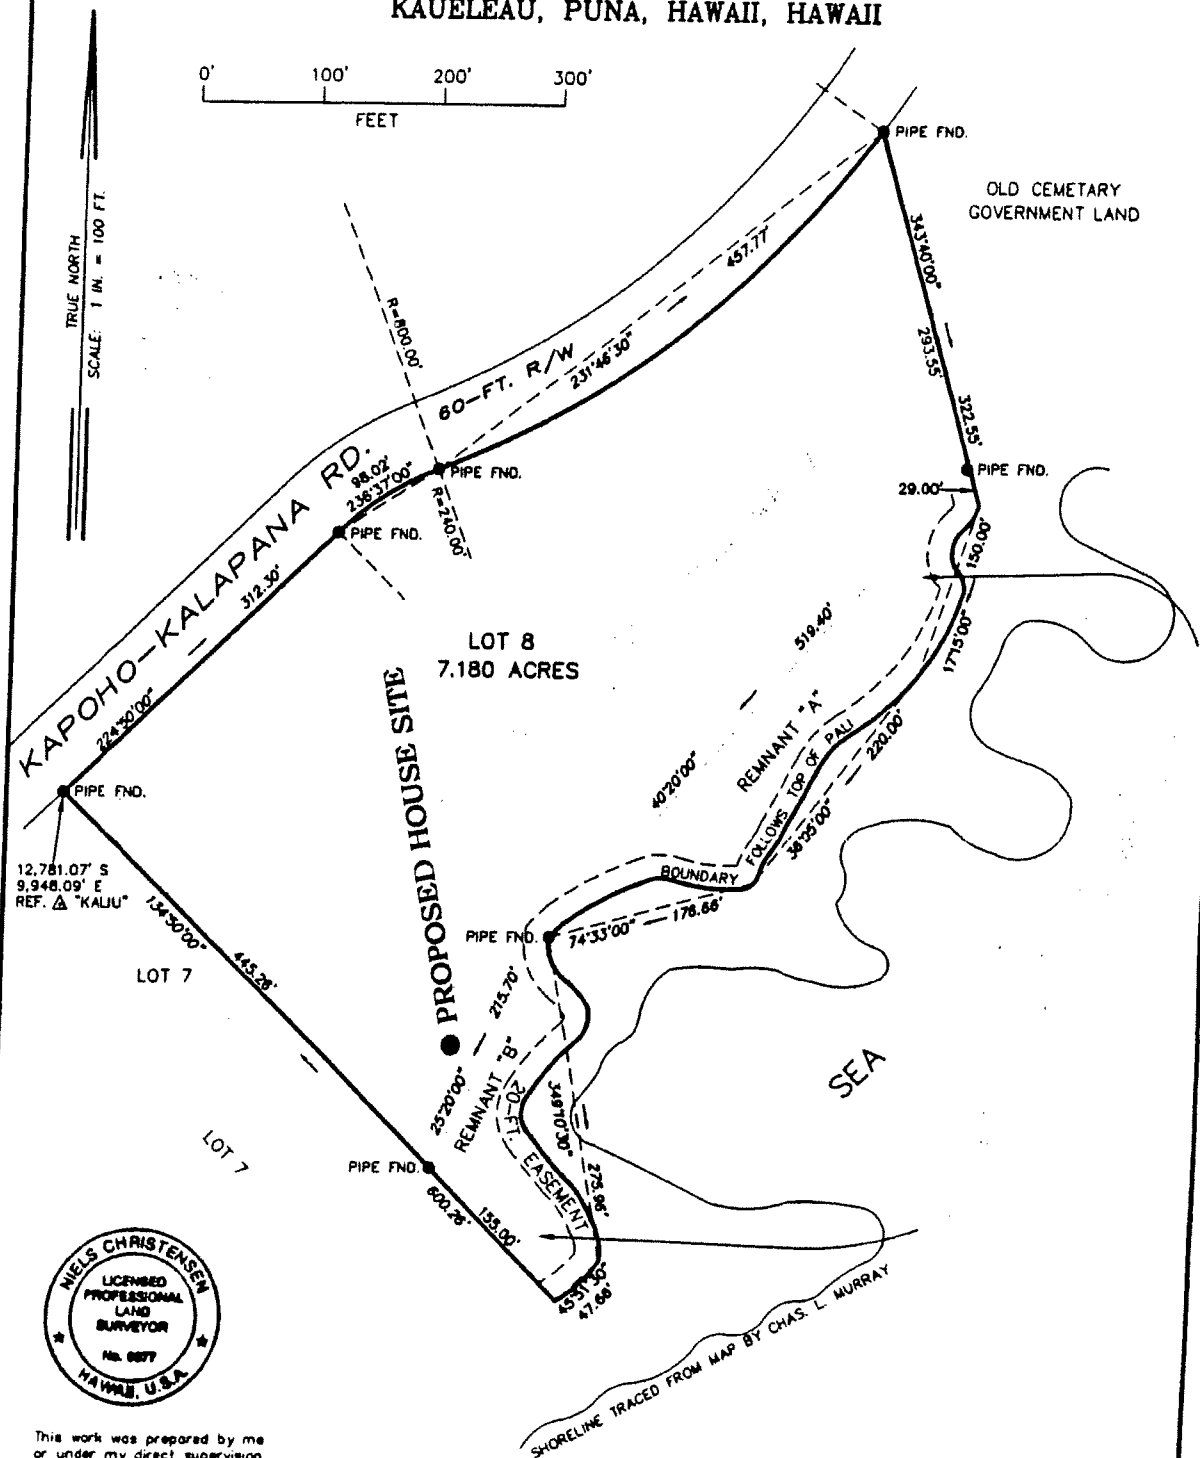 KAUELEAU, PUNA, HAWAII, HAWAII
0' 100' 200' 300'
FEET
TRUE NORTH
SCALE: 1 IN. = 100 FT.
PIPE FND.
OLD CEMETARY
GOVERNMENT LAND
343°40'00"
293.55'
322.55'
PIPE FND.
29.00'
150.00'
17°15'00"
457.77'
231°46'30"
R=800.00'
60-FT. R/W
KAPOHO-KALAPANA RD.
98.02'
236°37'00"
PIPE FND.
R=240.00'
PIPE FND.
312.30'
224°50'00"
PIPE FND.
LOT 8
7.180 ACRES
PROPOSED HOUSE SITE
519.40'
40°20'00"
REMNANT "A"
BOUNDARY FOLLOWS TOP OF PALI
220.00'
38°05'00"
12,781.07' S
9,948.09' E
REF. "KALIU"
134°50'00"
445.26'
LOT 7
PIPE FND.
74°33'00"
176.66'
215.70'
25°20'00"
REMNANT "B"
20-FT. EASEMENT
349°10'30"
275.96'
SEA
LOT 7
PIPE FND.
600.26'
155.00'
45°51'30"
47.66'
SHORELINE TRACED FROM MAP BY CHAS. L. MURRAY
NIELS CHRISTENSEN
LICENSED
PROFESSIONAL
LAND
SURVEYOR
HAWAII, U.S.A.
This work was prepared by me
or under my direct supervision